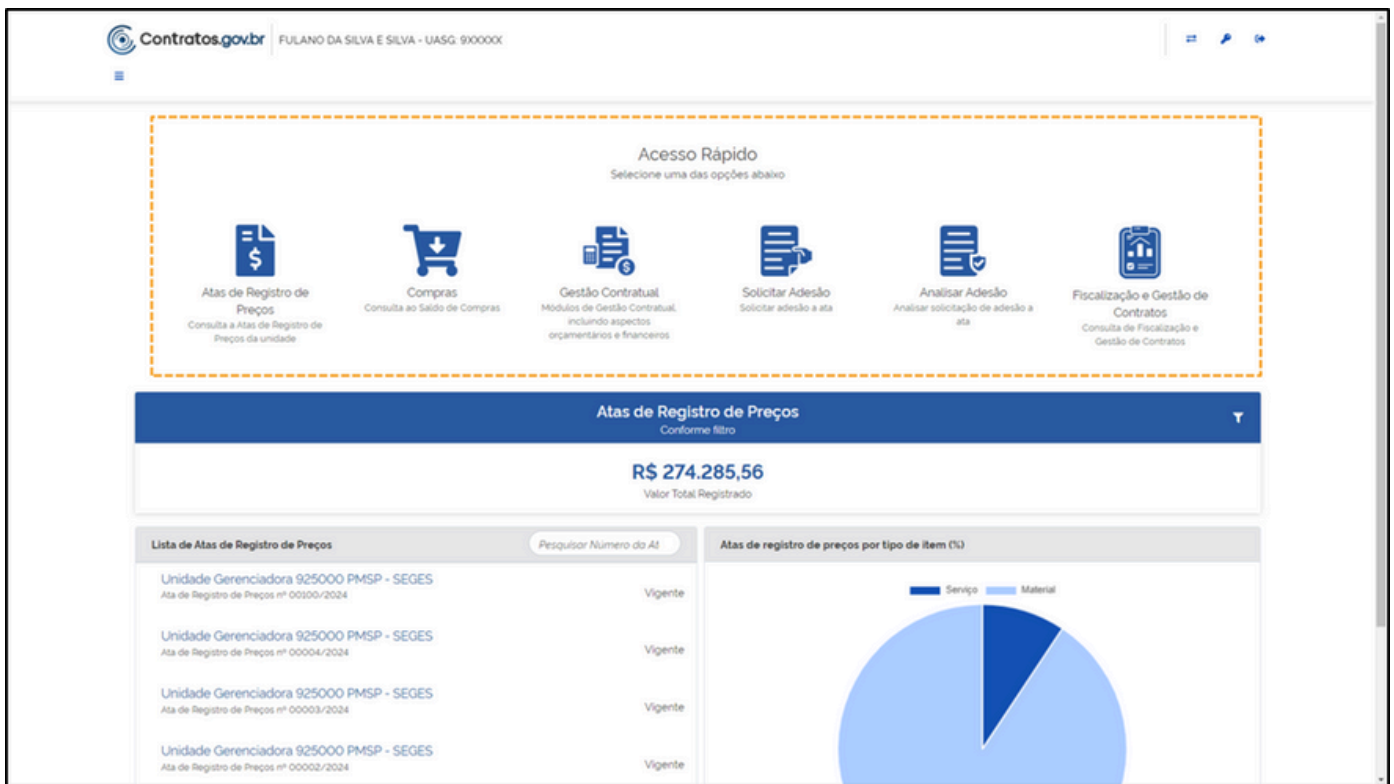 Contratos.gov.br FULANO DA SILVA E SILVA - UASG: 9XXXXX
Acesso Rápido
Selecione uma das opções abaixo
Atas de Registro de
Preços
Consulta a Atas de Registro de
Preços da unidade
Compras
Consulta ao Saldo de Compras
Gestão Contratual
Módulos de Gestão Contratual,
incluindo aspectos
orçamentários e financeiros
Solicitar Adesão
Solicitar adesão a ata
Analisar Adesão
Analisar solicitação de adesão a
ata
Fiscalização e Gestão de
Contratos
Consulta de Fiscalização e
Gestão de Contratos
Atas de Registro de Preços
Conforme filtro
R$ 274.285,56
Valor Total Registrado
Lista de Atas de Registro de Preços
Pesquisar Número da At
Unidade Gerenciadora 925000 PMSP - SEGES
Ata de Registro de Preços nº 00100/2024
Vigente
Unidade Gerenciadora 925000 PMSP - SEGES
Ata de Registro de Preços nº 00004/2024
Vigente
Unidade Gerenciadora 925000 PMSP - SEGES
Ata de Registro de Preços nº 00003/2024
Vigente
Unidade Gerenciadora 925000 PMSP - SEGES
Ata de Registro de Preços nº 00002/2024
Vigente
Atas de registro de preços por tipo de item (%)
Serviço Material